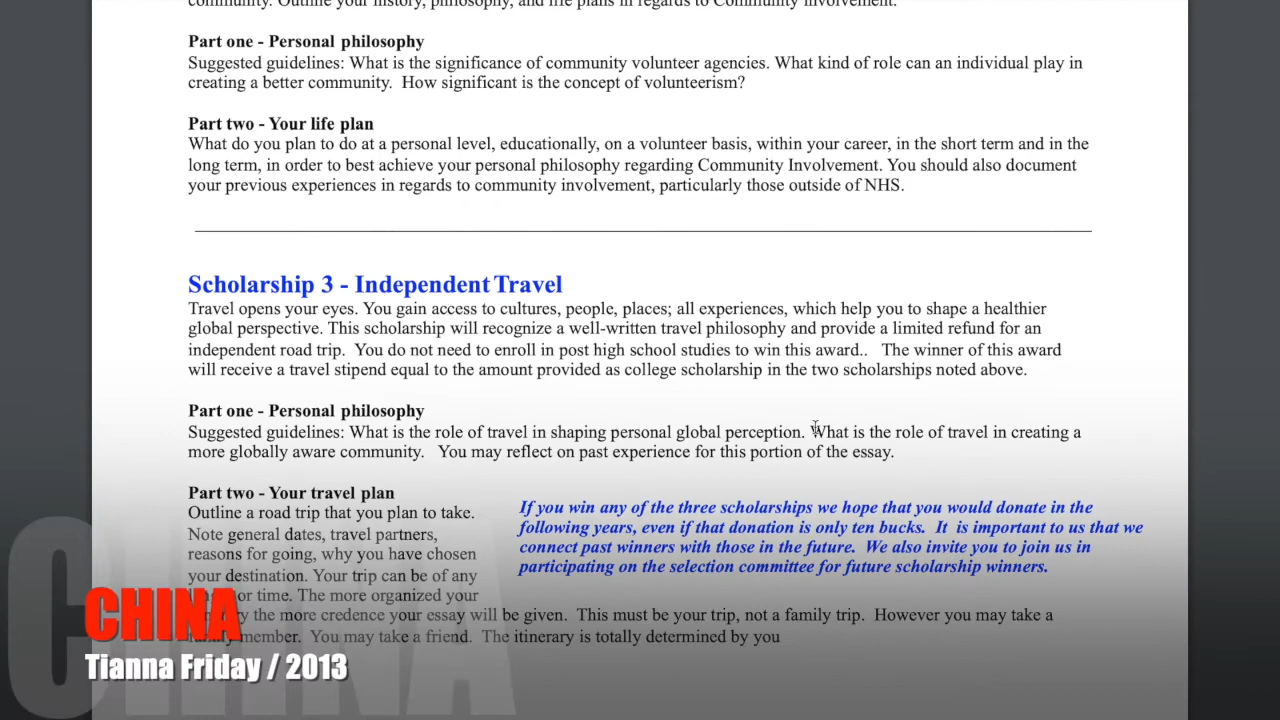 community. Outline your history, philosophy, and life plans in regards to Community Involvement.
Part one - Personal philosophy
Suggested guidelines: What is the significance of community volunteer agencies. What kind of role can an individual play in
creating a better community.  How significant is the concept of volunteerism?
Part two - Your life plan
What do you plan to do at a personal level, educationally, on a volunteer basis, within your career, in the short term and in the
long term, in order to best achieve your personal philosophy regarding Community Involvement. You should also document
your previous experiences in regards to community involvement, particularly those outside of NHS.
Scholarship 3 - Independent Travel
Travel opens your eyes. You gain access to cultures, people, places; all experiences, which help you to shape a healthier
global perspective. This scholarship will recognize a well-written travel philosophy and provide a limited refund for an
independent road trip.  You do not need to enroll in post high school studies to win this award..   The winner of this award
will receive a travel stipend equal to the amount provided as college scholarship in the two scholarships noted above.
Part one - Personal philosophy
Suggested guidelines: What is the role of travel in shaping personal global perception. What is the role of travel in creating a
more globally aware community.   You may reflect on past experience for this portion of the essay.
Part two - Your travel plan
Outline a road trip that you plan to take.
Note general dates, travel partners,
reasons for going, why you have chosen
your destination. Your trip can be of any
or time. The more organized your
the more credence your essay will be given.  This must be your trip, not a family trip.  However you may take a
member.  You may take a friend.  The itinerary is totally determined by you
If you win any of the three scholarships we hope that you would donate in the
following years, even if that donation is only ten bucks.  It  is important to us that we
connect past winners with those in the future.  We also invite you to join us in
participating on the selection committee for future scholarship winners.
CHINA
CHINA
Tianna Friday / 2013